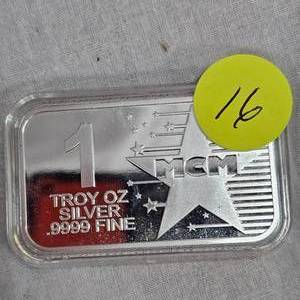 16
1
MCM
TROY OZ
SILVER
.9999 FINE